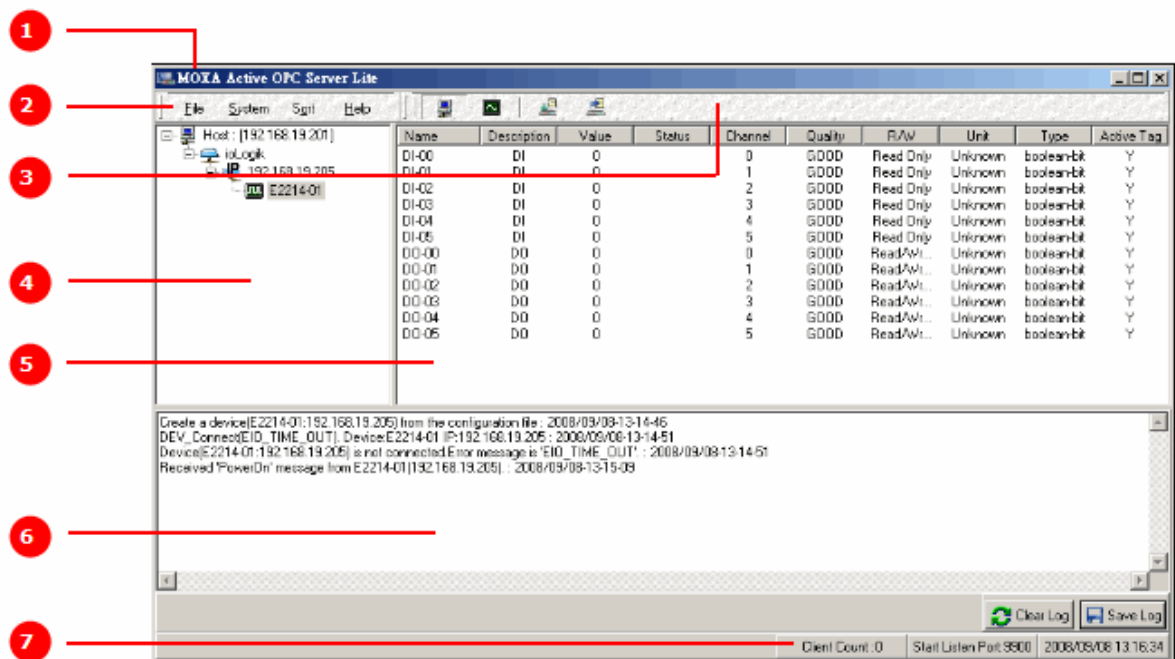 1
MOXA Active OPC Server Lite
2
File System Sort Help
Host : [192.168.19.201]
ioLogik
192.168.19.205
E2214-01
Name Description Value Status Channel Quality R/W Unit Type Active Tag
DI-00 DI 0 0 GOOD Read Only Unknown boolean-bit Y
3
DI-01 DI 0 1 GOOD Read Only Unknown boolean-bit Y
DI-02 DI 0 2 GOOD Read Only Unknown boolean-bit Y
DI-03 DI 0 3 GOOD Read Only Unknown boolean-bit Y
DI-04 DI 0 4 GOOD Read Only Unknown boolean-bit Y
DI-05 DI 0 5 GOOD Read Only Unknown boolean-bit Y
DO-00 DO 0 0 GOOD Read/Wr... Unknown boolean-bit Y
DO-01 DO 0 1 GOOD Read/Wr... Unknown boolean-bit Y
4
DO-02 DO 0 2 GOOD Read/Wr... Unknown boolean-bit Y
DO-03 DO 0 3 GOOD Read/Wr... Unknown boolean-bit Y
DO-04 DO 0 4 GOOD Read/Wr... Unknown boolean-bit Y
DO-05 DO 0 5 GOOD Read/Wr... Unknown boolean-bit Y
5
Create a device[E2214-01:192.168.19.205] from the configuration file : 2008/09/08-13-14-46
DEV_Connect(EIO_TIME_OUT). Device:E2214-01 IP:192.168.19.205 : 2008/09/08-13-14-51
Device[E2214-01:192.168.19.205] is not connected.Error message is 'EIO_TIME_OUT'. : 2008/09/08-13-14-51
Received 'PowerOn' message from E2214-01[192.168.19.205]. : 2008/09/08-13-15-09
6
Clear Log Save Log
7
Client Count :0 Start Listen Port:9900 2008/09/08 13:16:34